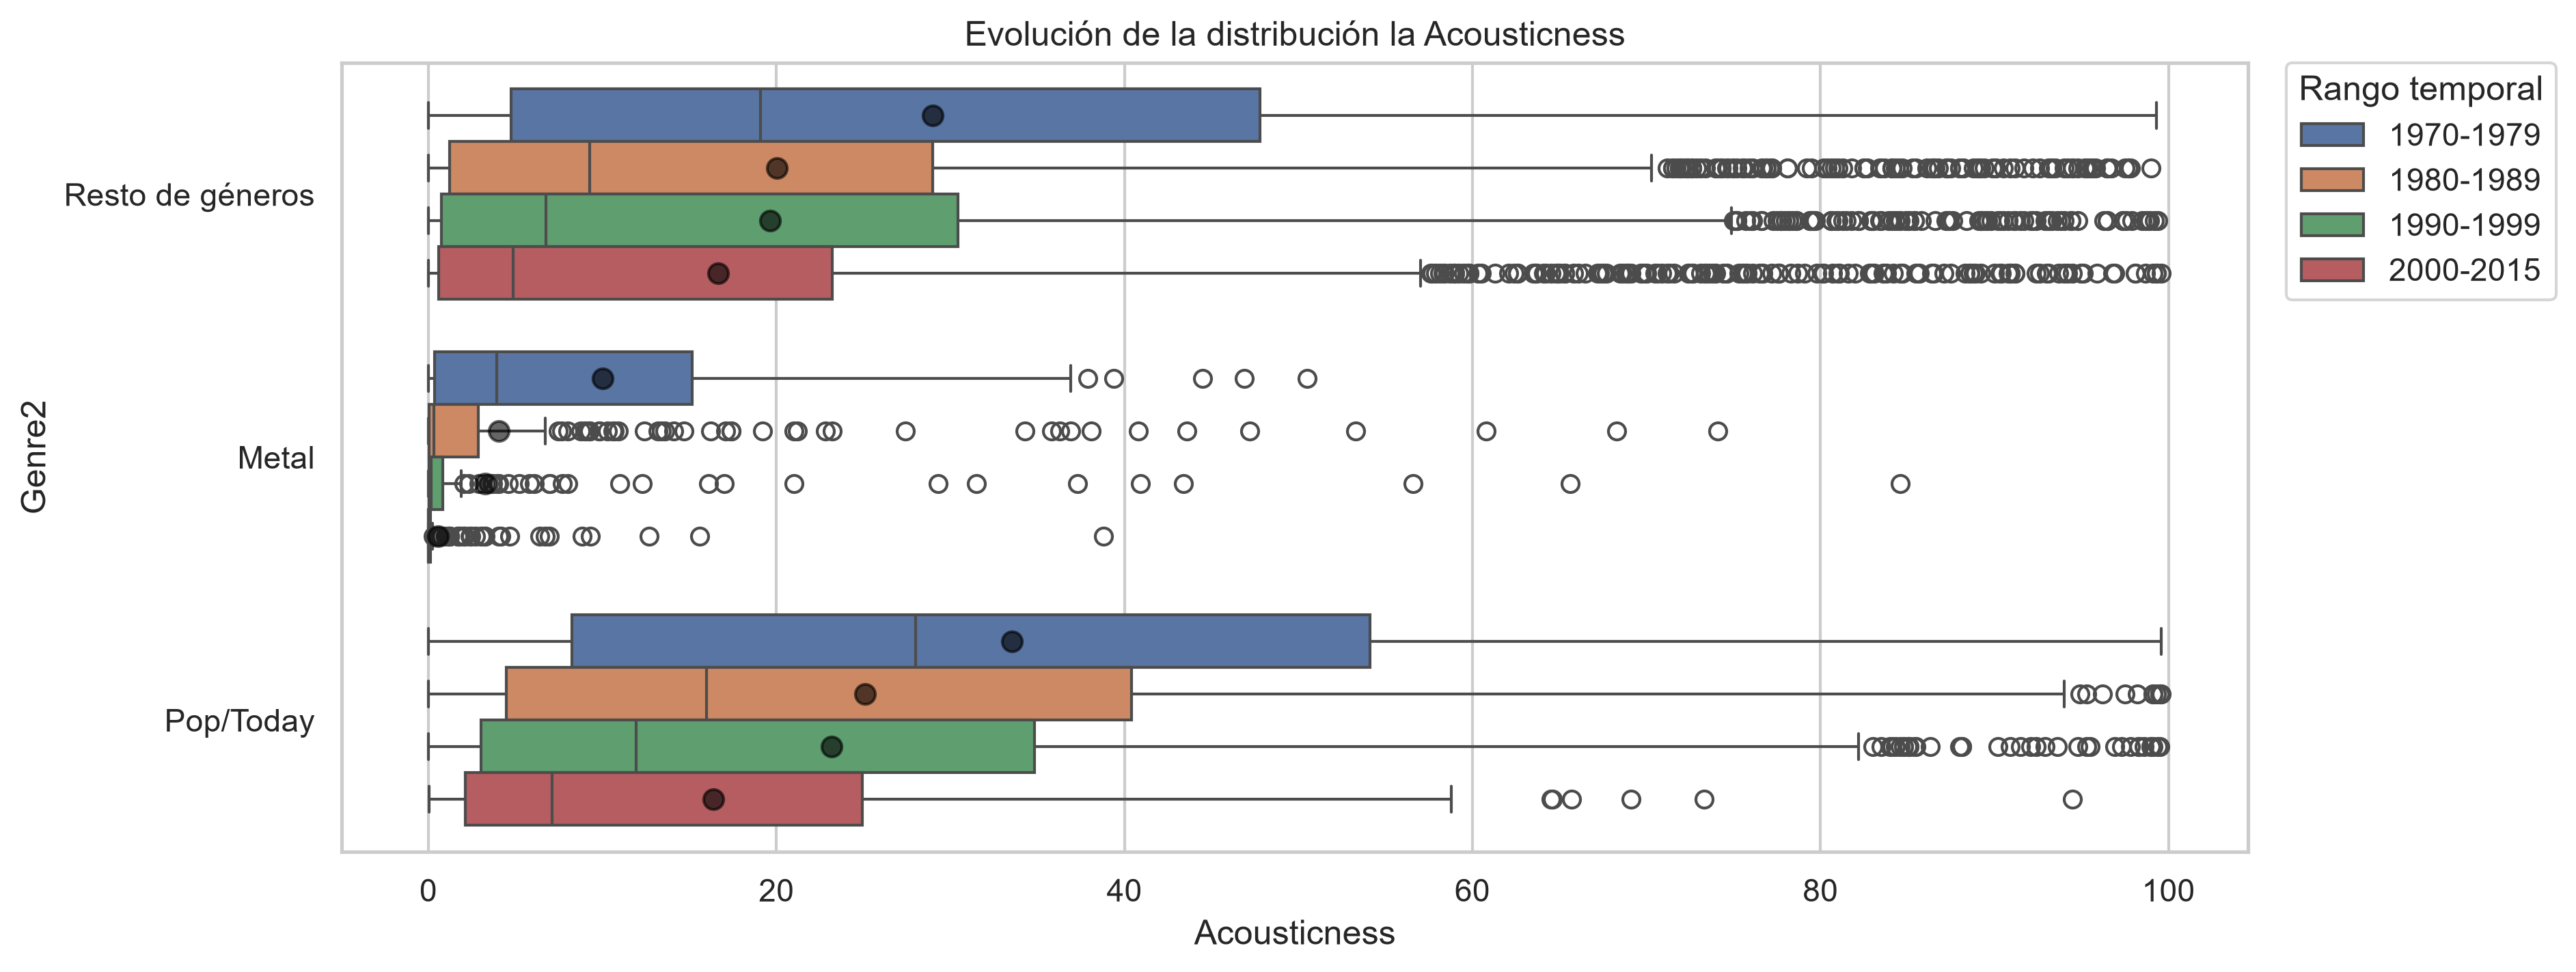 Evolución de la distribución la Acousticness
Rango temporal
1970-1979
1980-1989
1990-1999
2000-2015
Genre2
Resto de géneros
Metal
Pop/Today
0 20 40 60 80 100
Acousticness